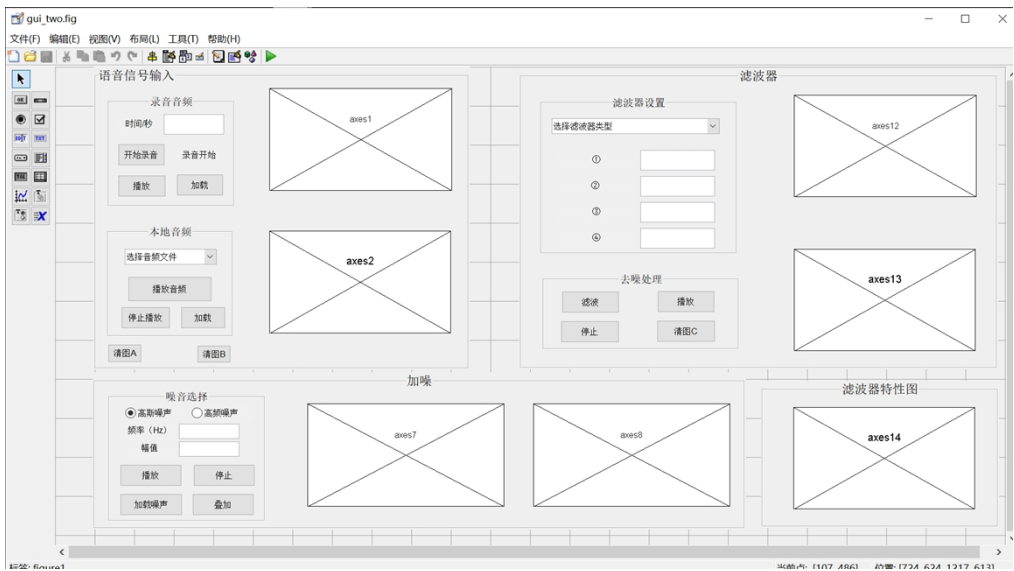 gui_two.fig
文件(F) 编辑(E) 视图(V) 布局(L) 工具(T) 帮助(H)
语音信号输入
录音音频
时间/秒
开始录音 录音开始
播放 加载
axes1
本地音频
选择音频文件
播放音频
停止播放 加载
axes2
清图A 清图B
滤波器
滤波器设置
选择滤波器类型
①
②
③
④
axes12
去噪处理
滤波 播放
停止 清图C
axes13
加噪
噪音选择
高斯噪声 高频噪声
频率（Hz）
幅值
播放 停止
加载噪声 叠加
axes7
axes8
滤波器特性图
axes14
标签: figure1
当前点: [107, 486] 位置: [724, 624, 1217, 613]